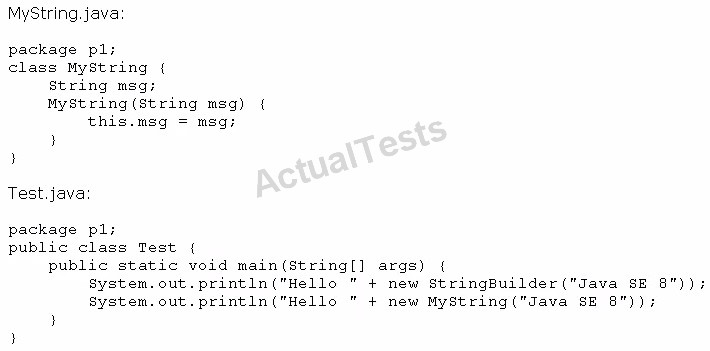 MyString.java:
package p1;
class MyString {
    String msg;
    MyString(String msg) {
        this.msg = msg;
    }
}
ActualTests
Test.java:
package p1;
public class Test {
    public static void main(String[] args) {
        System.out.println("Hello " + new StringBuilder("Java SE 8"));
        System.out.println("Hello " + new MyString("Java SE 8"));
    }
}